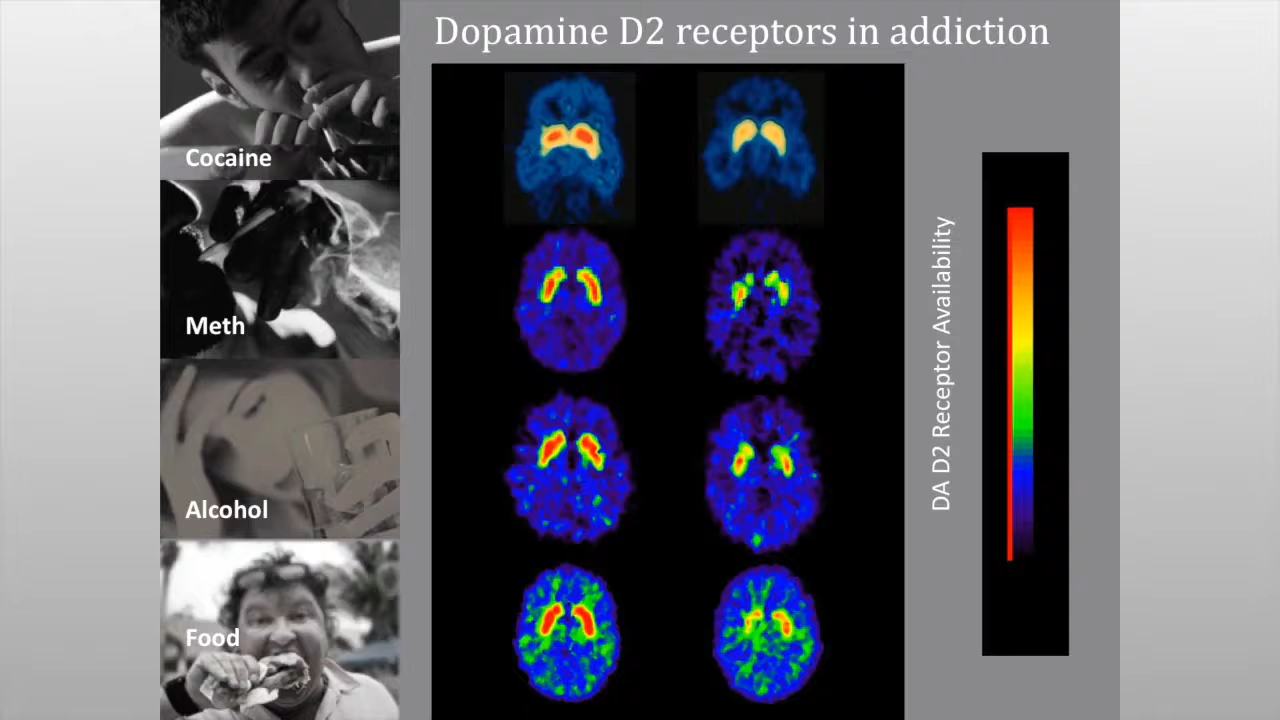 Dopamine D2 receptors in addiction
Cocaine
Meth
Alcohol
Food
DA D2 Receptor Availability